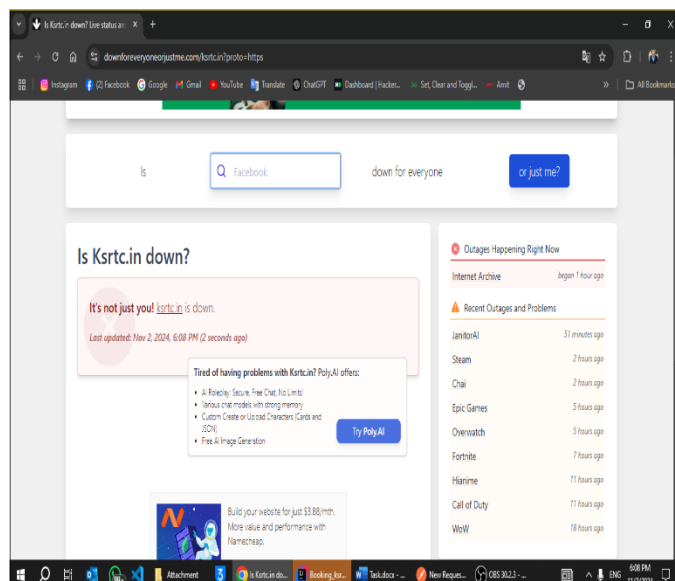 Is Ksrtc.in down? Live status an
downforeveryoneorjustme.com/ksrtc.in?proto=https
Instagram
(2) Facebook
Google
Gmail
YouTube
Translate
ChatGPT
Dashboard | Hacker...
Set, Clear and Toggl...
Amit
All Bookmarks
Is
Facebook
down for everyone
or just me?
Is Ksrtc.in down?
It's not just you! ksrtc.in is down.
Last updated: Nov 2, 2024, 6:08 PM (2 seconds ago)
Tired of having problems with Ksrtc.in? Poly.AI offers:
AI Roleplay: Secure, Free Chat, No Limits!
Various chat models with strong memory
Custom Create or Upload Characters (Cards and
JSON)
Free AI Image Generation
Try Poly.AI
Build your website for just $3.88/mth.
More value and performance with
Namecheap.
Outages Happening Right Now
Internet Archive began 1 hour ago
Recent Outages and Problems
JanitorAI 51 minutes ago
Steam 2 hours ago
Chai 2 hours ago
Epic Games 5 hours ago
Overwatch 5 hours ago
Fortnite 7 hours ago
Hianime 11 hours ago
Call of Duty 11 hours ago
WoW 18 hours ago
Attachment
Is Ksrtc.in do...
Booking_ksr...
Task.docx - ...
New Reques...
OBS 30.2.3 - ...
ENG
6:08 PM